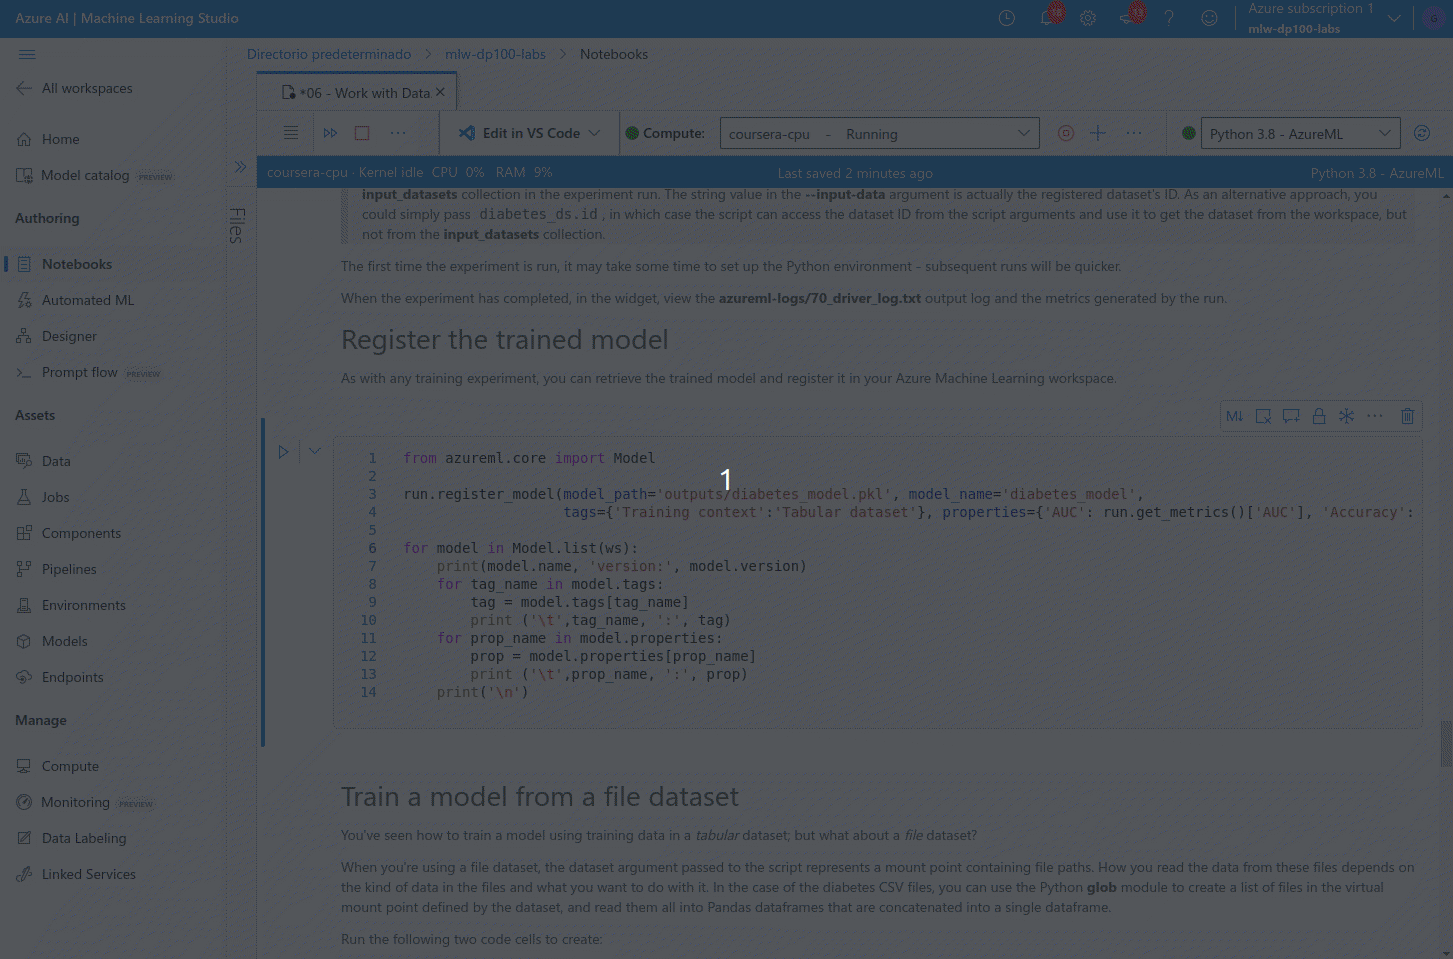 Azure AI | Machine Learning Studio
Azure subscription 1
mlw-dp100-labs
Directorio predeterminado > mlw-dp100-labs > Notebooks
All workspaces
Home
Model catalog PREVIEW
Authoring
Notebooks
Automated ML
Designer
Prompt flow PREVIEW
Assets
Data
Jobs
Components
Pipelines
Environments
Models
Endpoints
Manage
Compute
Monitoring PREVIEW
Data Labeling
Linked Services
Files
*06 - Work with Data.
Edit in VS Code
Compute:
coursera-cpu - Running
Python 3.8 - AzureML
coursera-cpu · Kernel idle CPU 0% RAM 9%
Last saved 2 minutes ago
Python 3.8 - AzureML
input_datasets collection in the experiment run. The string value in the --input-data argument is actually the registered dataset's ID. As an alternative approach, you
could simply pass diabetes_ds.id , in which case the script can access the dataset ID from the script arguments and use it to get the dataset from the workspace, but
not from the input_datasets collection.
The first time the experiment is run, it may take some time to set up the Python environment - subsequent runs will be quicker.
When the experiment has completed, in the widget, view the azureml-logs/70_driver_log.txt output log and the metrics generated by the run.
Register the trained model
As with any training experiment, you can retrieve the trained model and register it in your Azure Machine Learning workspace.
M↓
1 from azureml.core import Model
2
3 run.register_model(model_path='outputs/diabetes_model.pkl', model_name='diabetes_model',
4 tags={'Training context':'Tabular dataset'}, properties={'AUC': run.get_metrics()['AUC'], 'Accuracy':
5
6 for model in Model.list(ws):
7 print(model.name, 'version:', model.version)
8 for tag_name in model.tags:
9 tag = model.tags[tag_name]
10 print ('\t',tag_name, ':', tag)
11 for prop_name in model.properties:
12 prop = model.properties[prop_name]
13 print ('\t',prop_name, ':', prop)
14 print('\n')
1
Train a model from a file dataset
You've seen how to train a model using training data in a tabular dataset; but what about a file dataset?
When you're using a file dataset, the dataset argument passed to the script represents a mount point containing file paths. How you read the data from these files depends on
the kind of data in the files and what you want to do with it. In the case of the diabetes CSV files, you can use the Python glob module to create a list of files in the virtual
mount point defined by the dataset, and read them all into Pandas dataframes that are concatenated into a single dataframe.
Run the following two code cells to create: